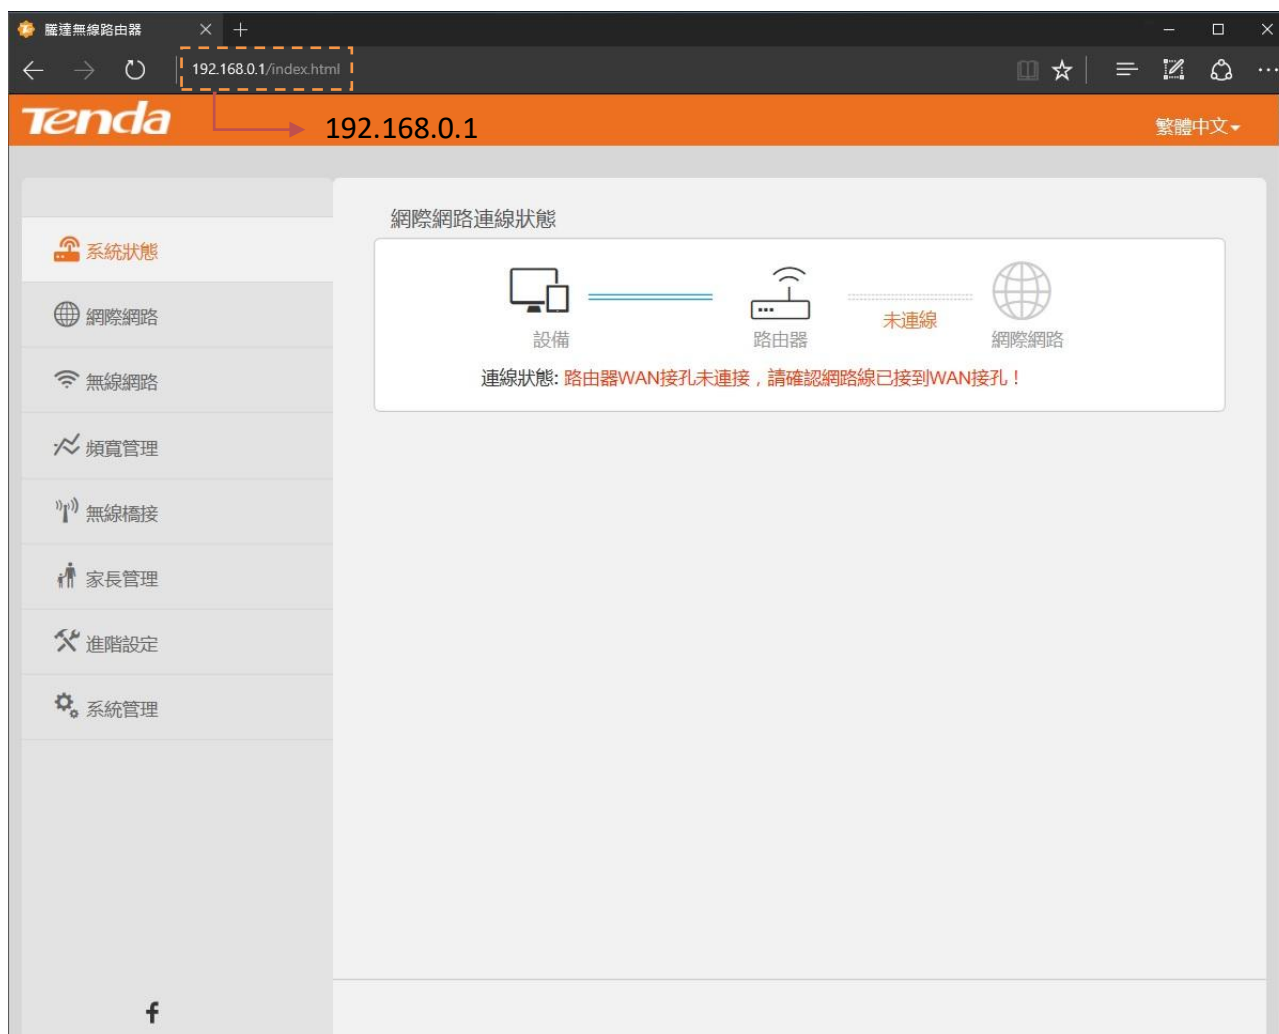 騰達無線路由器
192.168.0.1/index.html
Tenda
192.168.0.1
繁體中文
系統狀態
網際網路
無線網路
頻寬管理
無線橋接
家長管理
進階設定
系統管理
網際網路連線狀態
設備
路由器
未連線
網際網路
連線狀態: 路由器WAN接孔未連接，請確認網路線已接到WAN接孔！